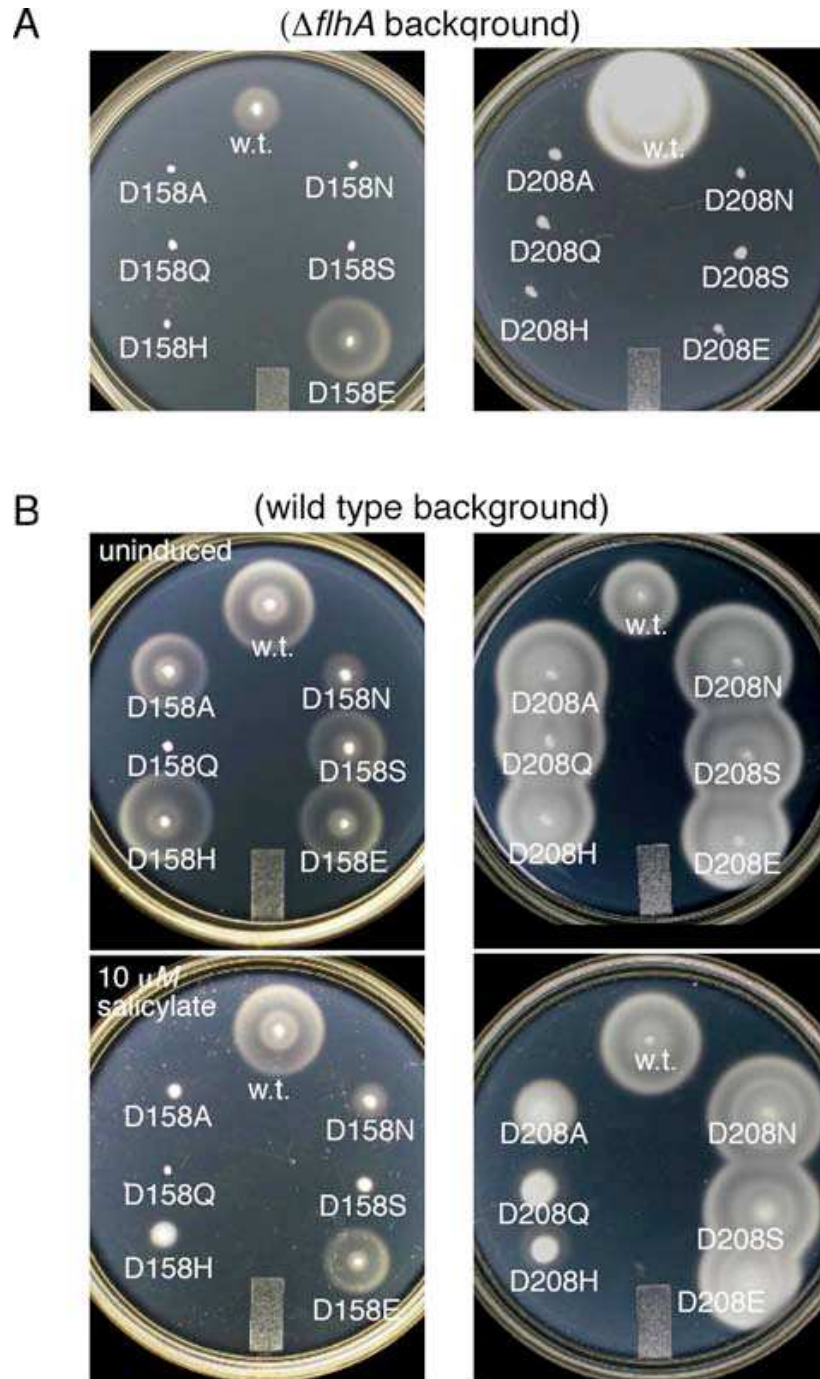 A
(ΔflhA background)
w.t.
D158A
D158N
D158Q
D158S
D158H
D158E
w.t.
D208A
D208N
D208Q
D208S
D208H
D208E
B
(wild type background)
uninduced
w.t.
D158A
D158N
D158Q
D158S
D158H
D158E
w.t.
D208A
D208N
D208Q
D208S
D208H
D208E
10 µM
salicylate
w.t.
D158A
D158N
D158Q
D158S
D158H
D158E
w.t.
D208A
D208N
D208Q
D208S
D208H
D208E